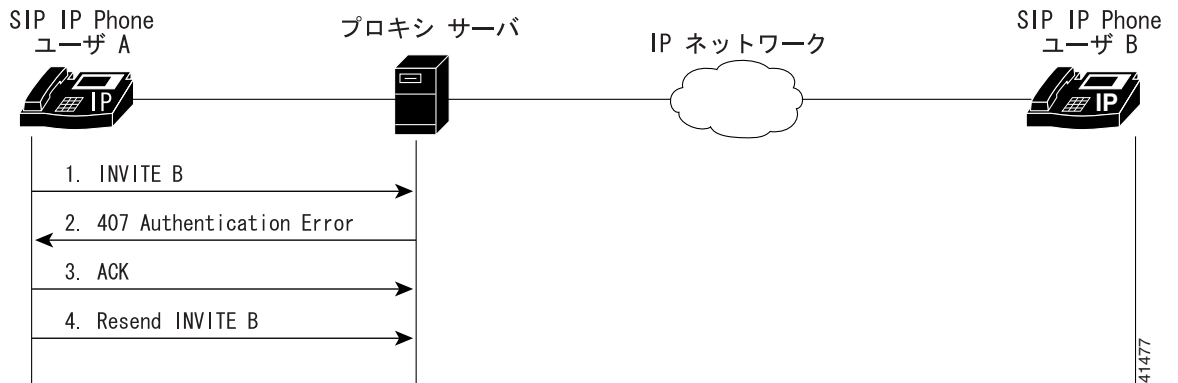 SIP IP Phone
ユーザ A
プロキシ サーバ
IP ネットワーク
SIP IP Phone
ユーザ B
IP
IP
1. INVITE B
2. 407 Authentication Error
3. ACK
4. Resend INVITE B
41477